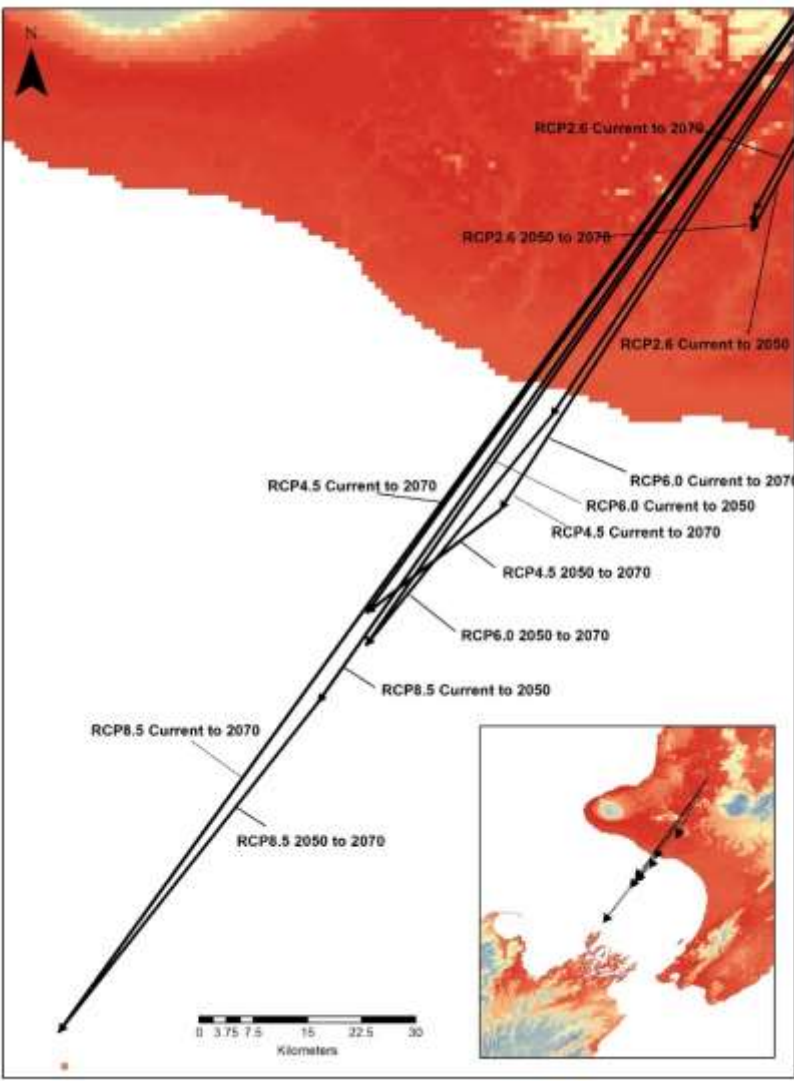 N
RCP2.6 Current to 2070
RCP2.6 2050 to 2070
RCP2.6 Current to 2050
RCP6.0 Current to 2070
RCP4.5 Current to 2070
RCP6.0 Current to 2050
RCP4.5 Current to 2070
RCP4.5 2050 to 2070
RCP6.0 2050 to 2070
RCP8.5 Current to 2050
RCP8.5 Current to 2070
RCP8.5 2050 to 2070
0 3.75 7.5 15 22.5 30
Kilometers